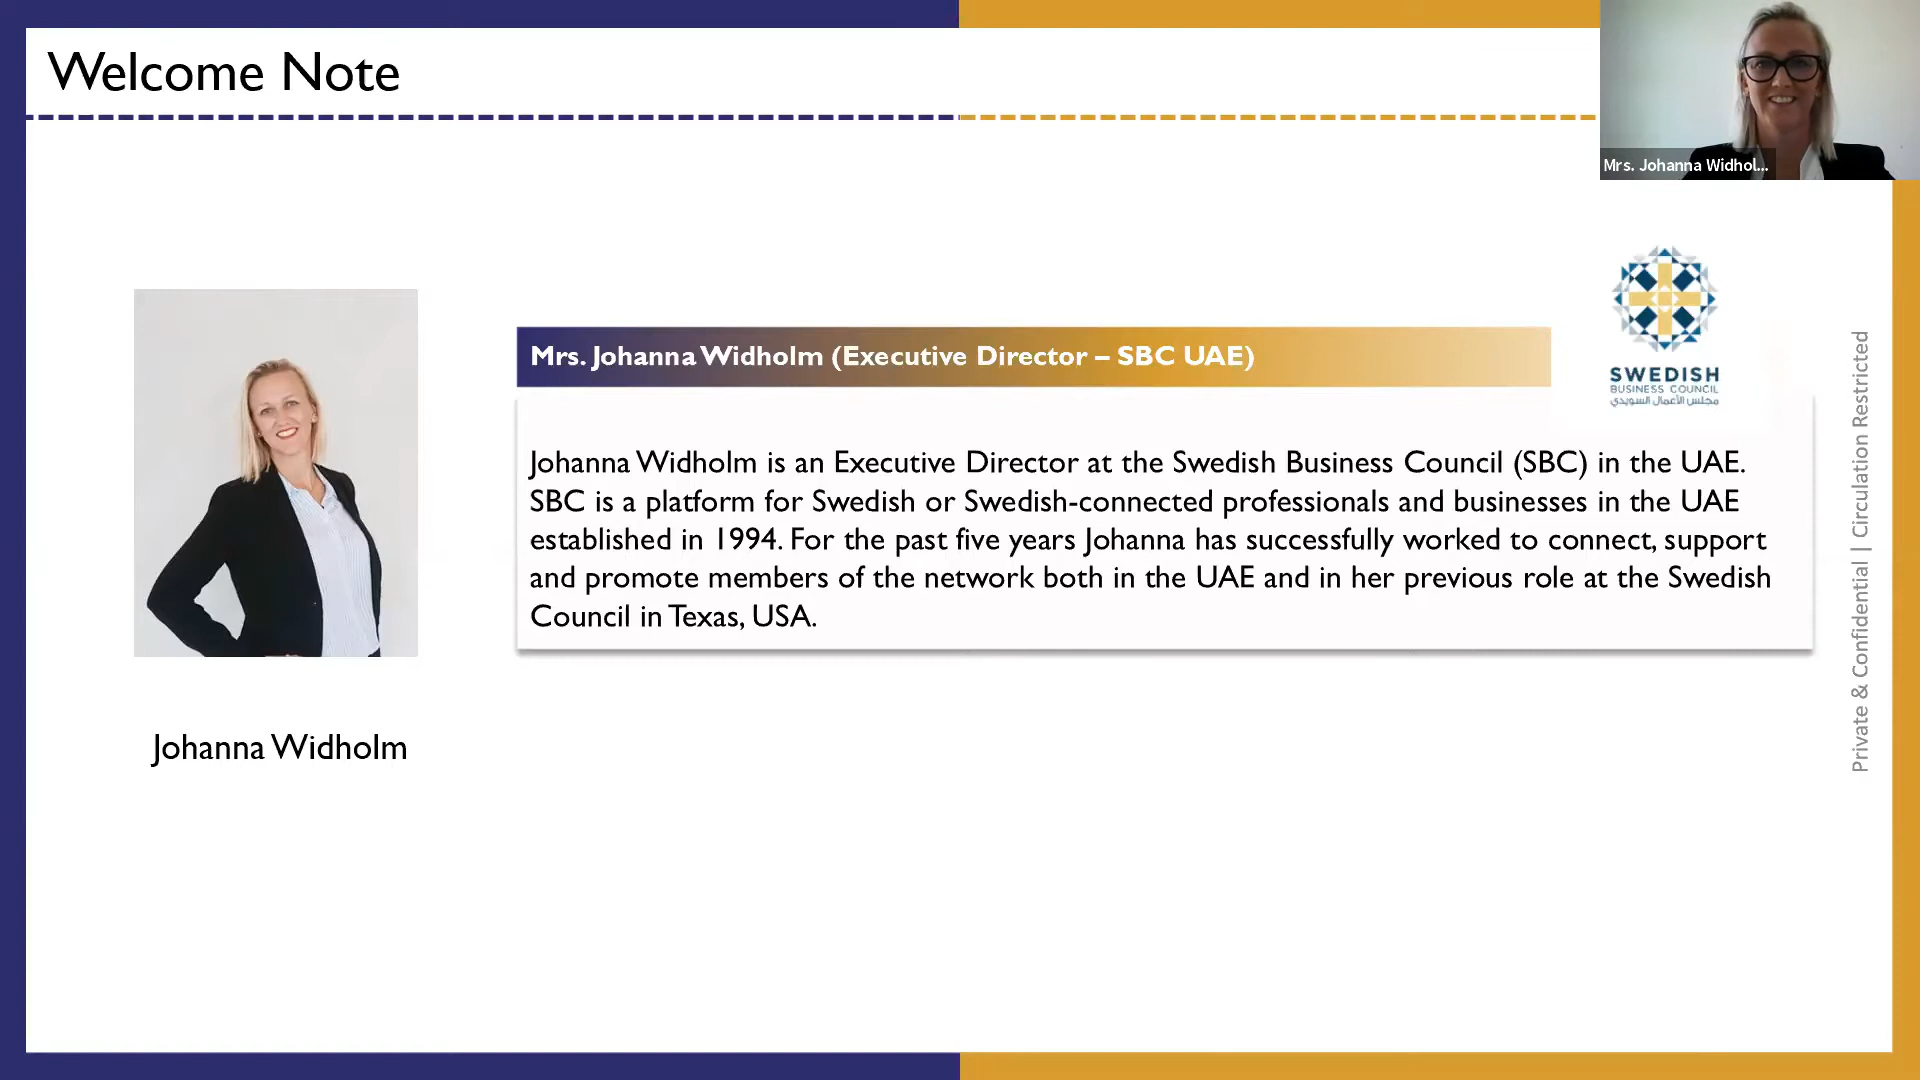 Welcome Note
Mrs. Johanna Widhol...
SWEDISH
BUSINESS COUNCIL
مجلس الأعمال السويدي
Mrs. Johanna Widholm (Executive Director – SBC UAE)
Johanna Widholm is an Executive Director at the Swedish Business Council (SBC) in the UAE.
SBC is a platform for Swedish or Swedish-connected professionals and businesses in the UAE
established in 1994. For the past five years Johanna has successfully worked to connect, support
and promote members of the network both in the UAE and in her previous role at the Swedish
Council in Texas, USA.
Johanna Widholm
Private & Confidential | Circulation Restricted